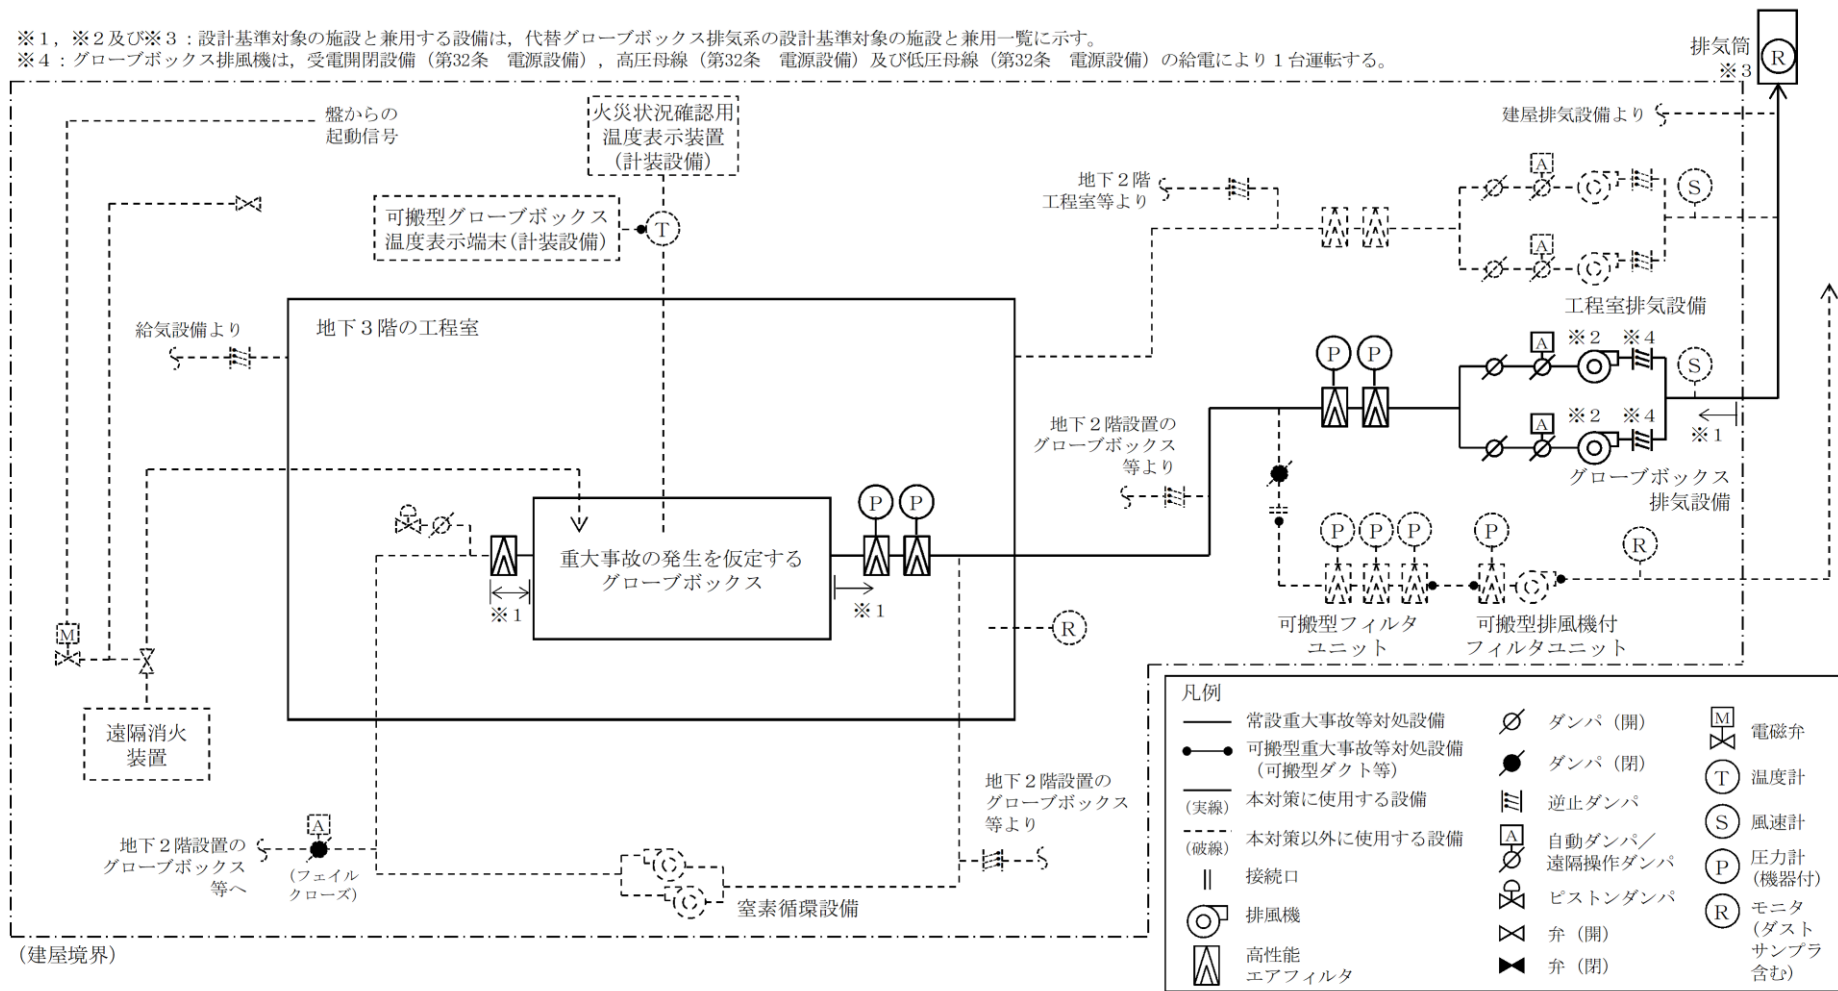 ※1，※2及び※3：設計基準対象の施設と兼用する設備は，代替グローブボックス排気系の設計基準対象の施設と兼用一覧に示す。
※4：グローブボックス排風機は，受電開閉設備（第32条　電源設備），高圧母線（第32条　電源設備）及び低圧母線（第32条　電源設備）の給電により1台運転する。
排気筒
※3
R
盤からの
起動信号
火災状況確認用
温度表示装置
（計装設備）
建屋排気設備より
可搬型グローブボックス
温度表示端末（計装設備）
T
地下2階
工程室等より
A
S
A
工程室排気設備
給気設備より
地下3階の工程室
P
P
A
※2
※4
S
※1
地下2階設置の
グローブボックス
等より
A
※2
※4
グローブボックス
排気設備
P
P
重大事故の発生を仮定する
グローブボックス
※1
※1
P
P
P
P
R
可搬型フィルタ
ユニット
可搬型排風機付
フィルタユニット
R
M
遠隔消火
装置
地下2階設置の
グローブボックス
等へ
A
（フェイル
クローズ）
窒素循環設備
地下2階設置の
グローブボックス
等より
（建屋境界）
凡例
常設重大事故等対処設備
可搬型重大事故等対処設備
（可搬型ダクト等）
（実線）
本対策に使用する設備
（破線）
本対策以外に使用する設備
接続口
排風機
高性能
エアフィルタ
ダンパ（開）
ダンパ（閉）
逆止ダンパ
A
自動ダンパ／
遠隔操作ダンパ
ピストンダンパ
弁（開）
弁（閉）
M
電磁弁
T
温度計
S
風速計
P
圧力計
（機器付）
R
モニタ
（ダスト
サンプラ
含む）